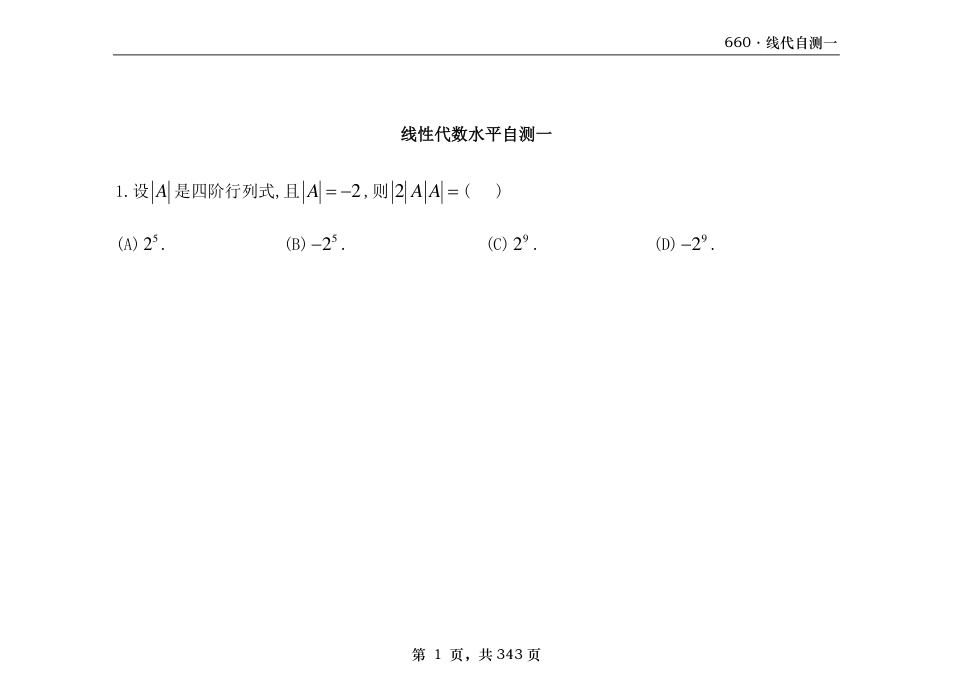 660·线代自测一
线性代数水平自测一
1.设|A|是四阶行列式,且|A|=−2,则|2|A|A|=(   )
(A) 2⁵.   (B) −2⁵.   (C) 2⁹.   (D) −2⁹.
第 1 页，共 343 页